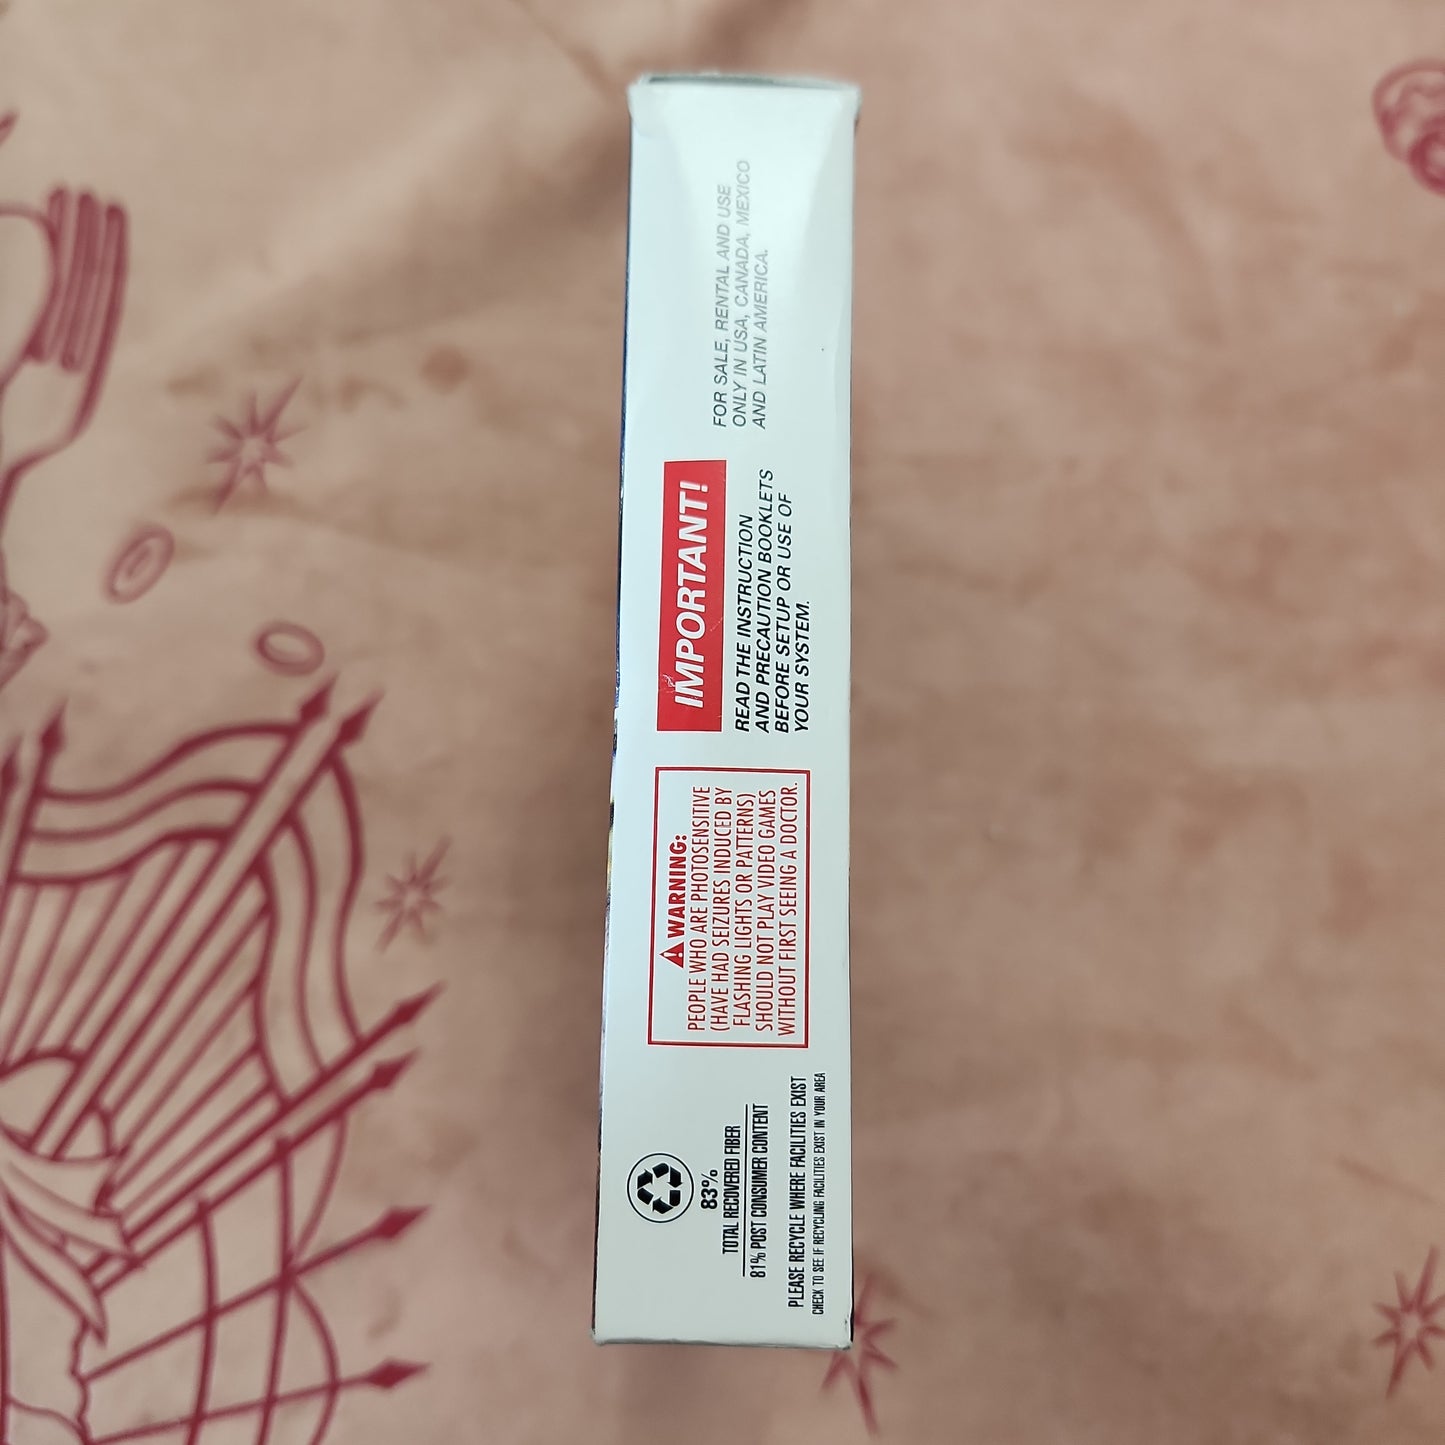 83%
TOTAL RECOVERED FIBER
81% POST CONSUMER CONTENT
PLEASE RECYCLE WHERE FACILITIES EXIST
CHECK TO SEE IF RECYCLING FACILITIES EXIST IN YOUR AREA
WARNING:
PEOPLE WHO ARE PHOTOSENSITIVE
(HAVE HAD SEIZURES INDUCED BY
FLASHING LIGHTS OR PATTERNS)
SHOULD NOT PLAY VIDEO GAMES
WITHOUT FIRST SEEING A DOCTOR.
IMPORTANT!
READ THE INSTRUCTION
AND PRECAUTION BOOKLETS
BEFORE SETUP OR USE OF
YOUR SYSTEM.
FOR SALE, RENTAL AND USE
ONLY IN USA, CANADA, MEXICO
AND LATIN AMERICA.